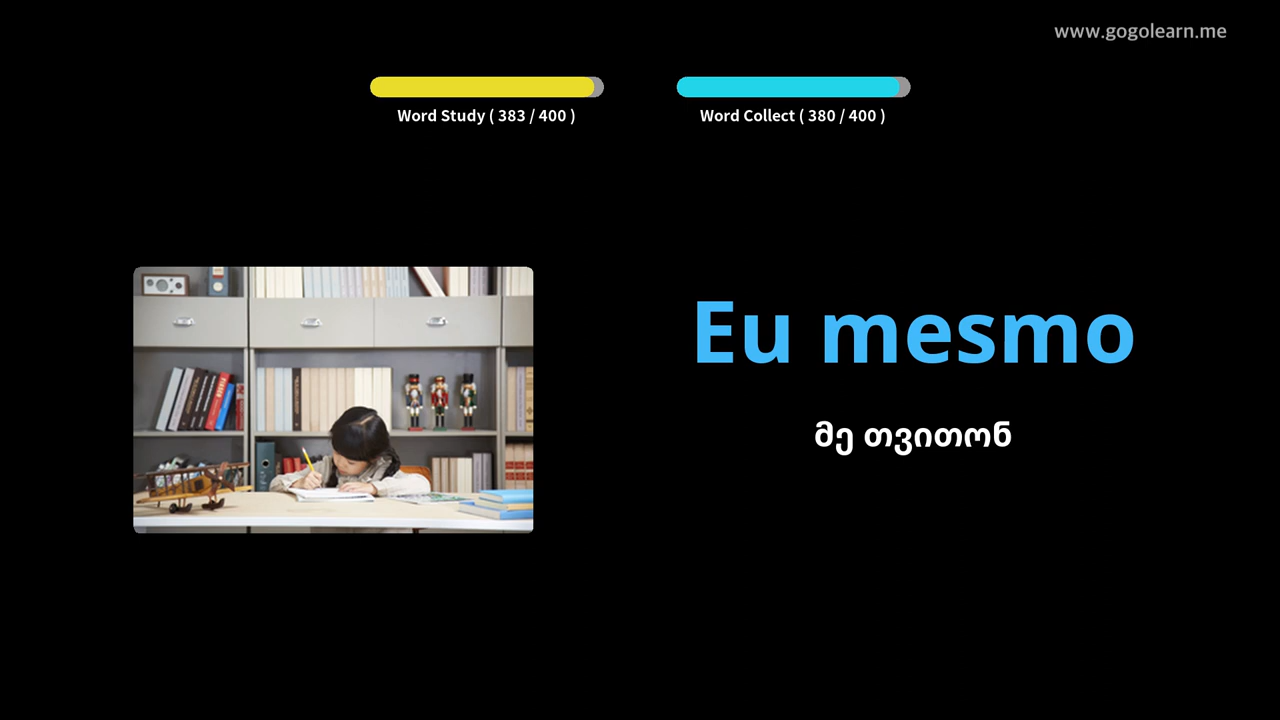 www.gogolearn.me
Word Study ( 383 / 400 )
Word Collect ( 380 / 400 )
Eu mesmo
მე თვითონ